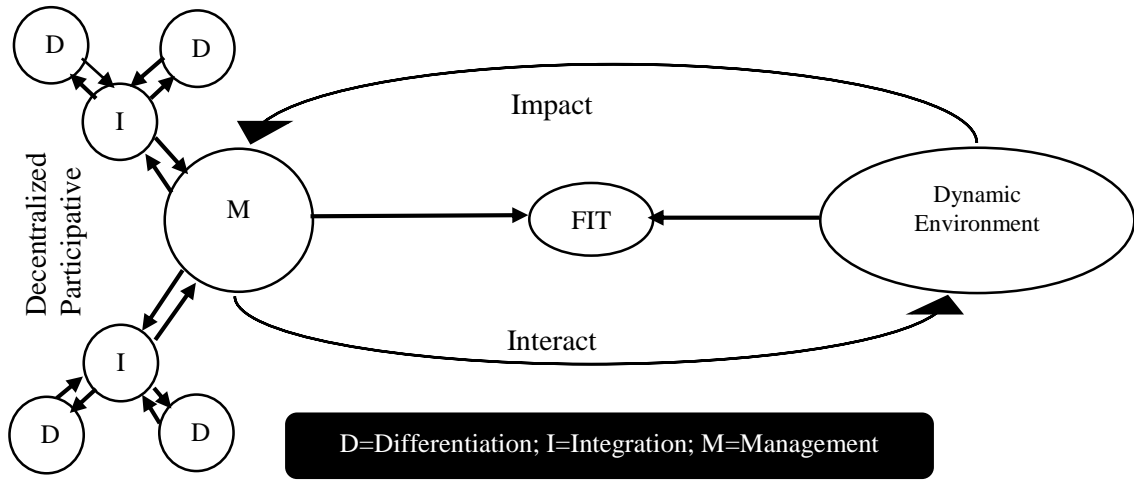 D
D
I
Impact
Decentralized
Participative
M
FIT
Dynamic
Environment
Interact
I
D
D
D=Differentiation; I=Integration; M=Management